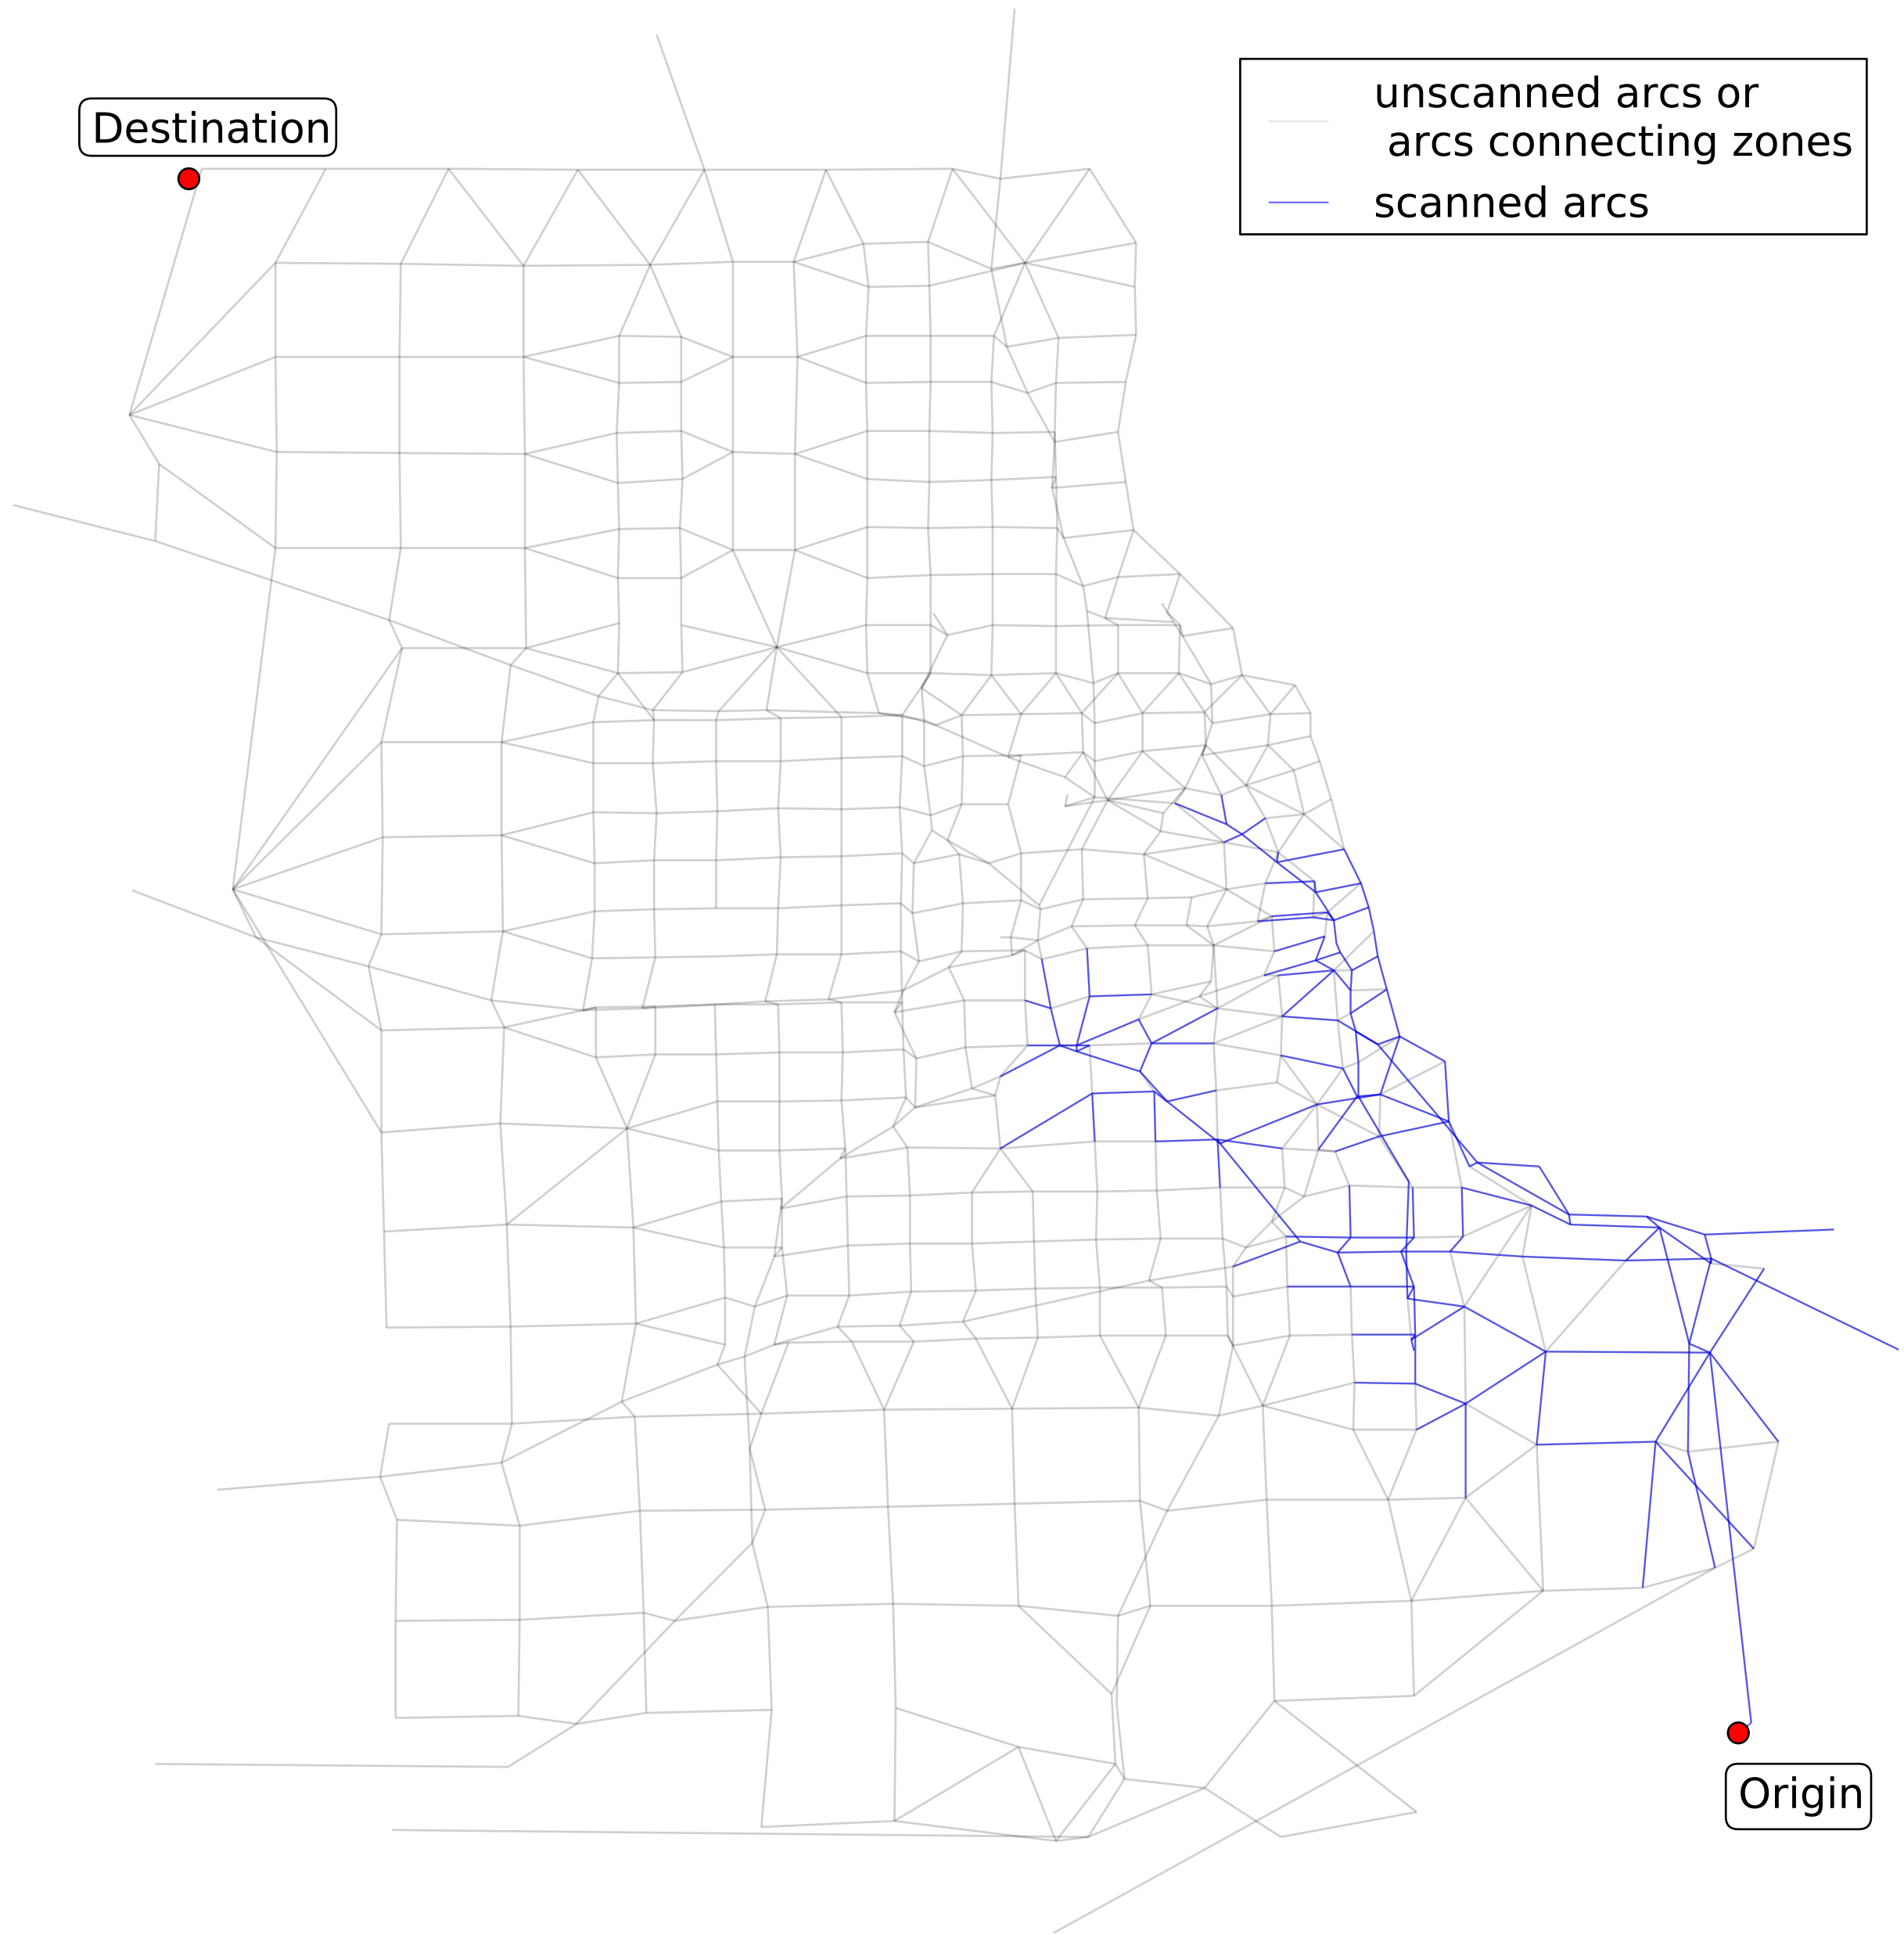 Destination
unscanned arcs or
arcs connecting zones
scanned arcs
Origin